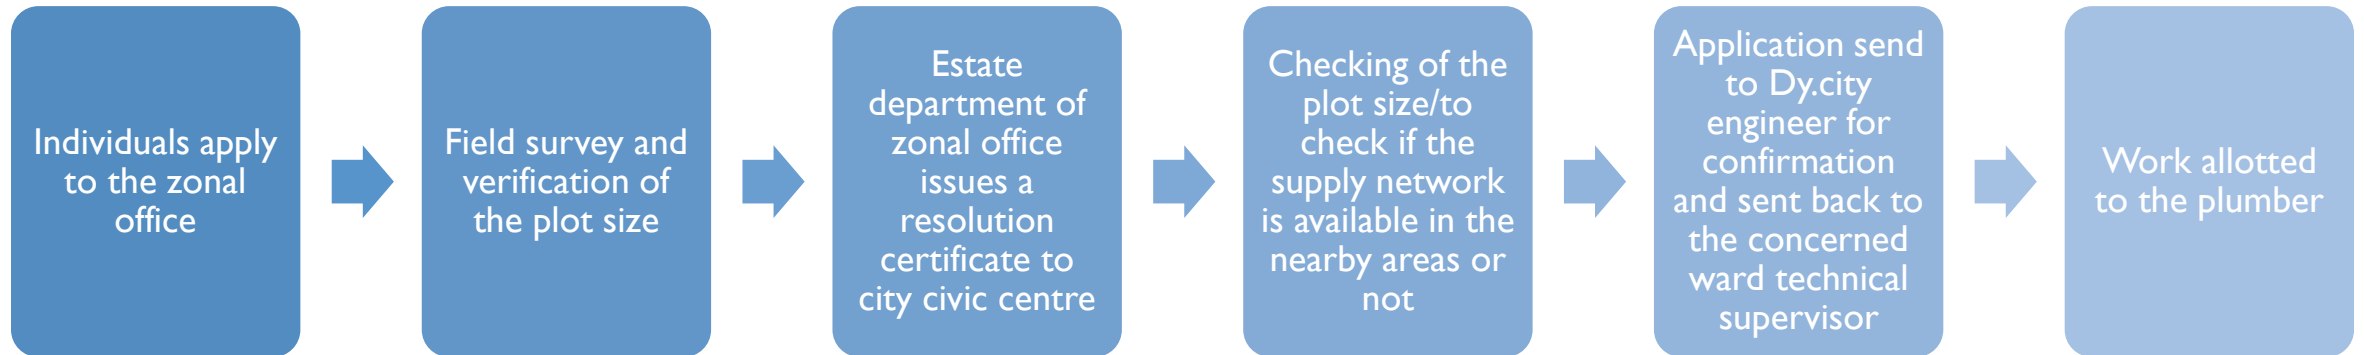 Individuals apply
to the zonal
office
Field survey and
verification of
the plot size
Estate
department of
zonal office
issues a
resolution
certificate to
city civic centre
Checking of the
plot size/to
check if the
supply network
is available in the
nearby areas or
not
Application send
to Dy.city
engineer for
confirmation
and sent back to
the concerned
ward technical
supervisor
Work allotted
to the plumber